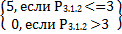 5, если P3.1.2 <=3
0, если P3.1.2 >3